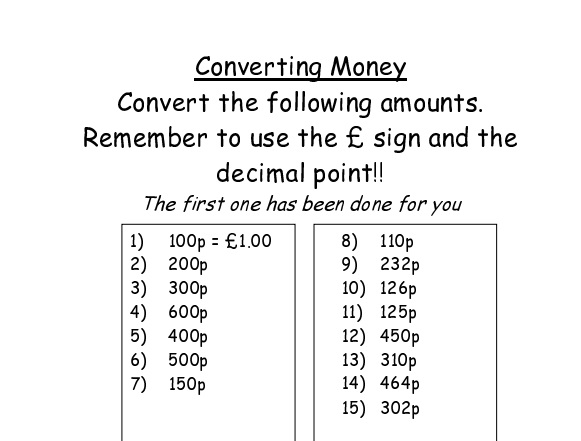 Converting Money
Convert the following amounts.
Remember to use the £ sign and the
decimal point!!
The first one has been done for you
1) 100p = £1.00
2) 200p
3) 300p
4) 600p
5) 400p
6) 500p
7) 150p
8) 110p
9) 232p
10) 126p
11) 125p
12) 450p
13) 310p
14) 464p
15) 302p